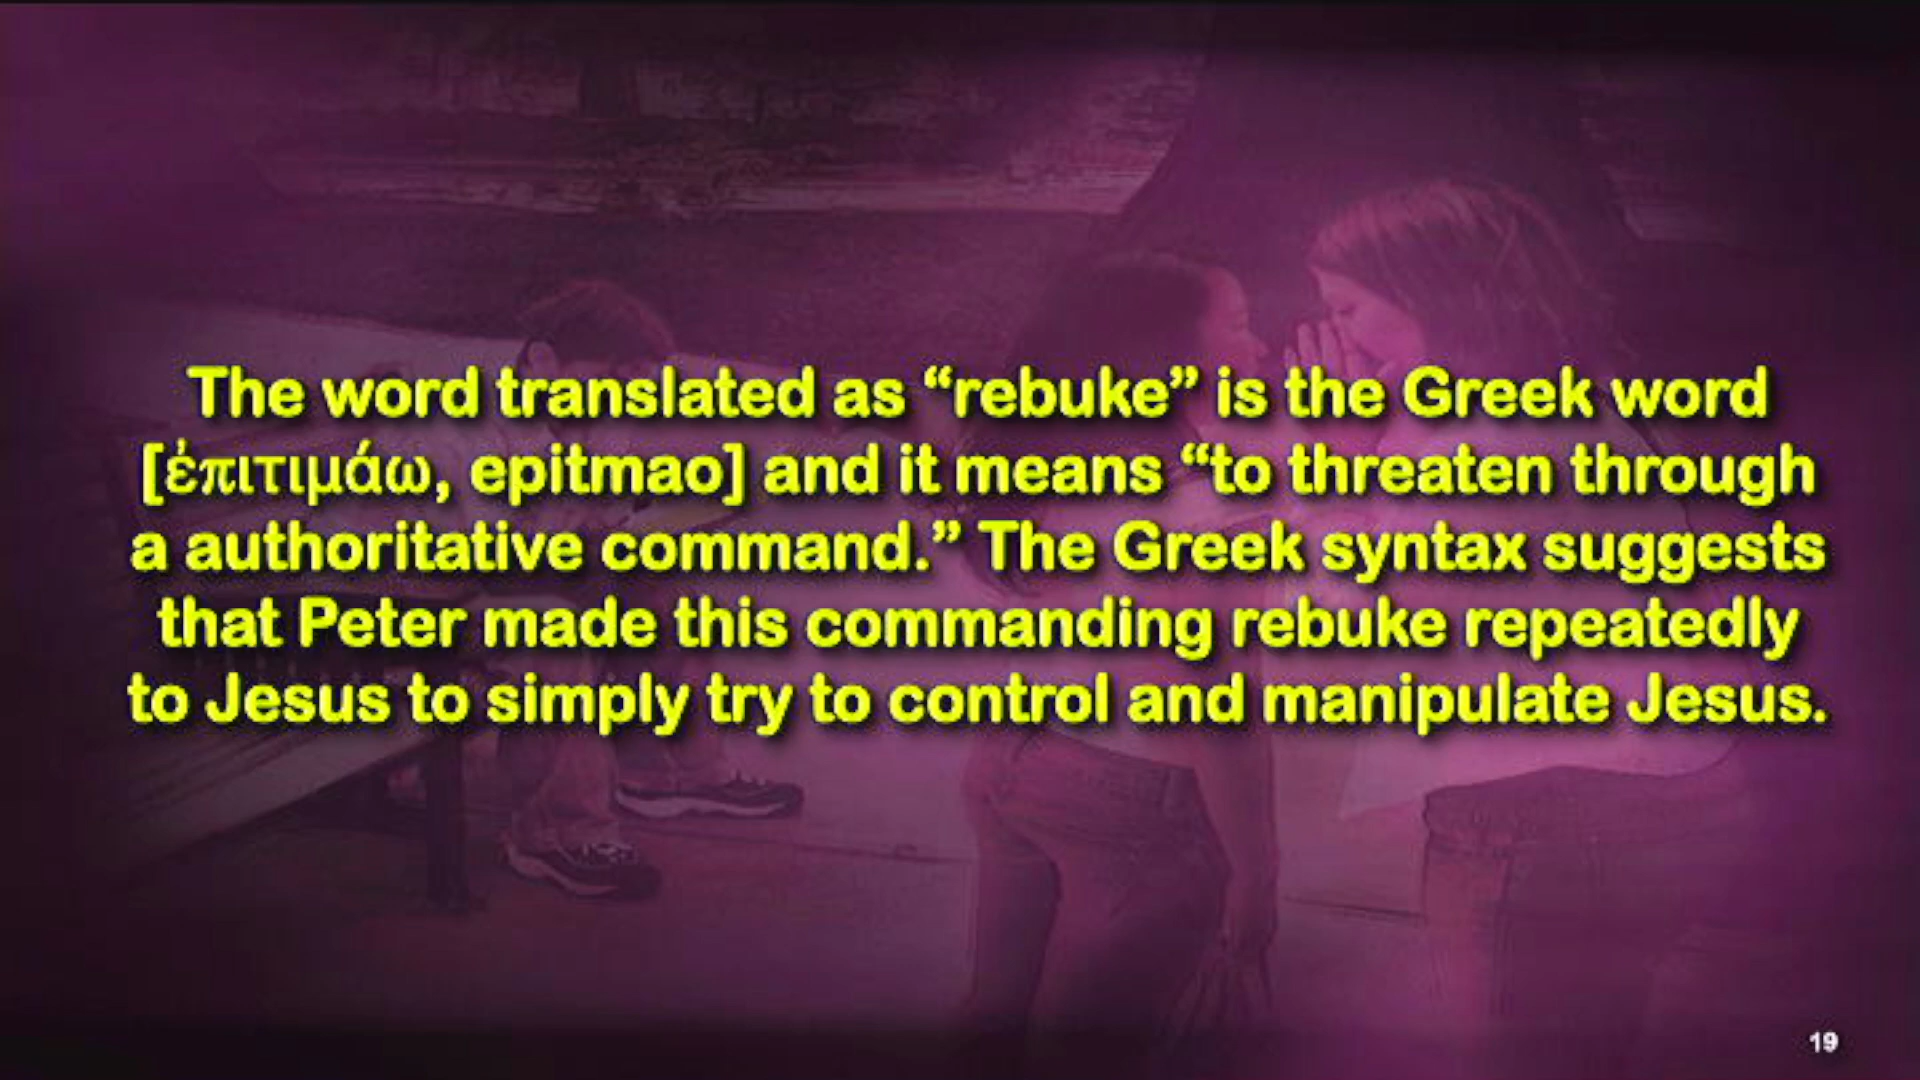 The word translated as “rebuke” is the Greek word
[ἐπιτιμάω, epitmao] and it means “to threaten through
a authoritative command.” The Greek syntax suggests
that Peter made this commanding rebuke repeatedly
to Jesus to simply try to control and manipulate Jesus.
19